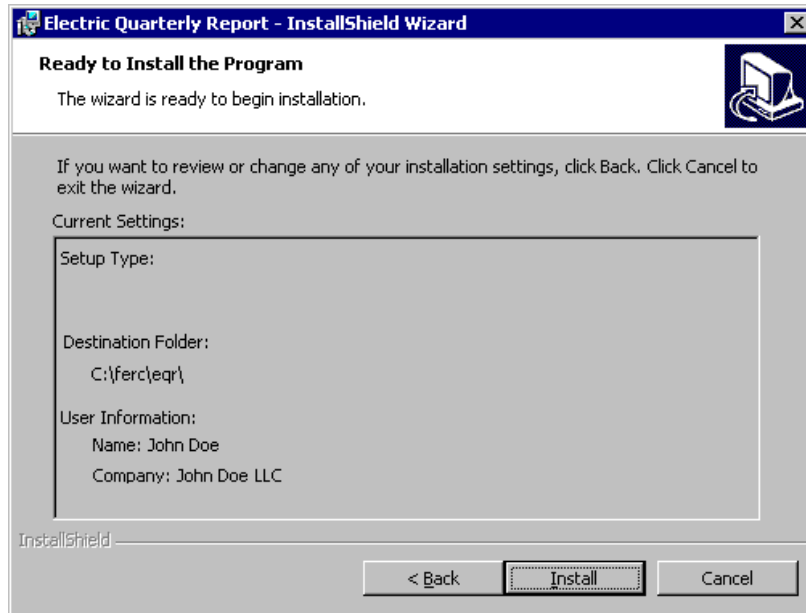 Electric Quarterly Report - InstallShield Wizard
Ready to Install the Program
The wizard is ready to begin installation.
If you want to review or change any of your installation settings, click Back. Click Cancel to
exit the wizard.
Current Settings:
Setup Type:
Destination Folder:
C:\ferc\eqr\
User Information:
Name: John Doe
Company: John Doe LLC
InstallShield
< Back
Install
Cancel